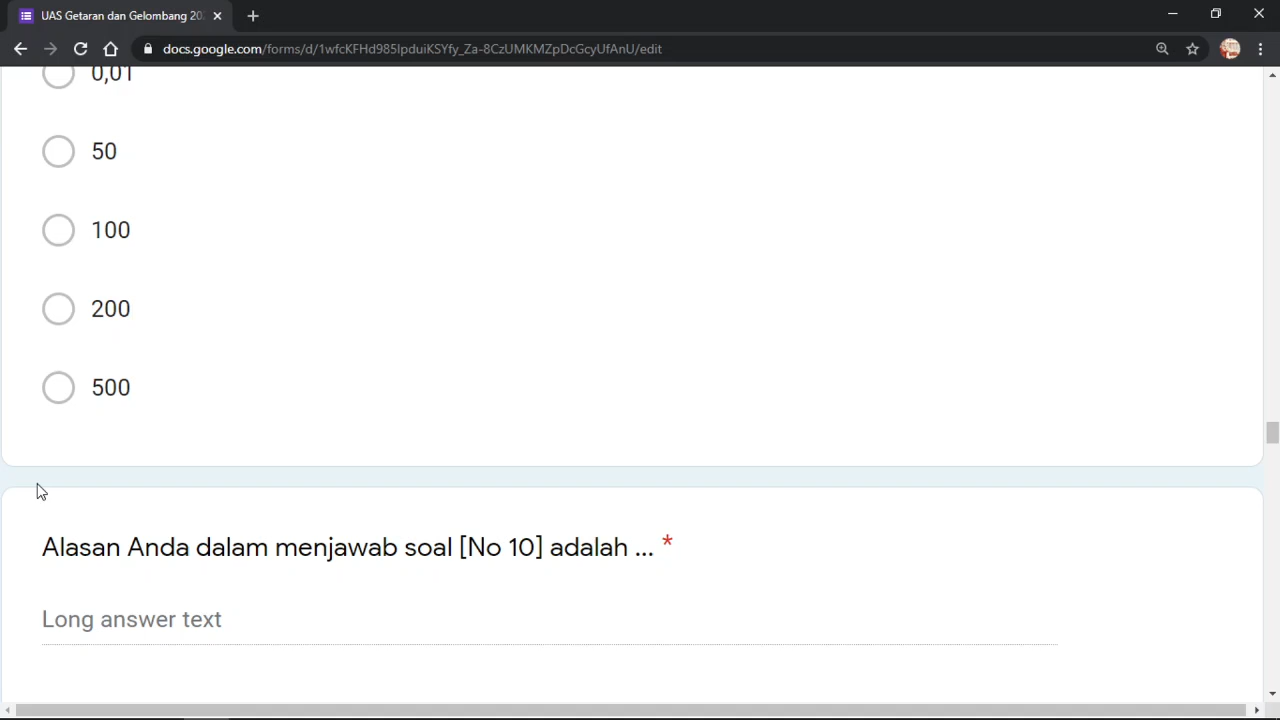 UAS Getaran dan Gelombang 202
docs.google.com/forms/d/1wfcKFHd985lpduiKSYfy_Za-8CzUMKMZpDcGcyUfAnU/edit
0,01
50
100
200
500
Alasan Anda dalam menjawab soal [No 10] adalah ... *
Long answer text